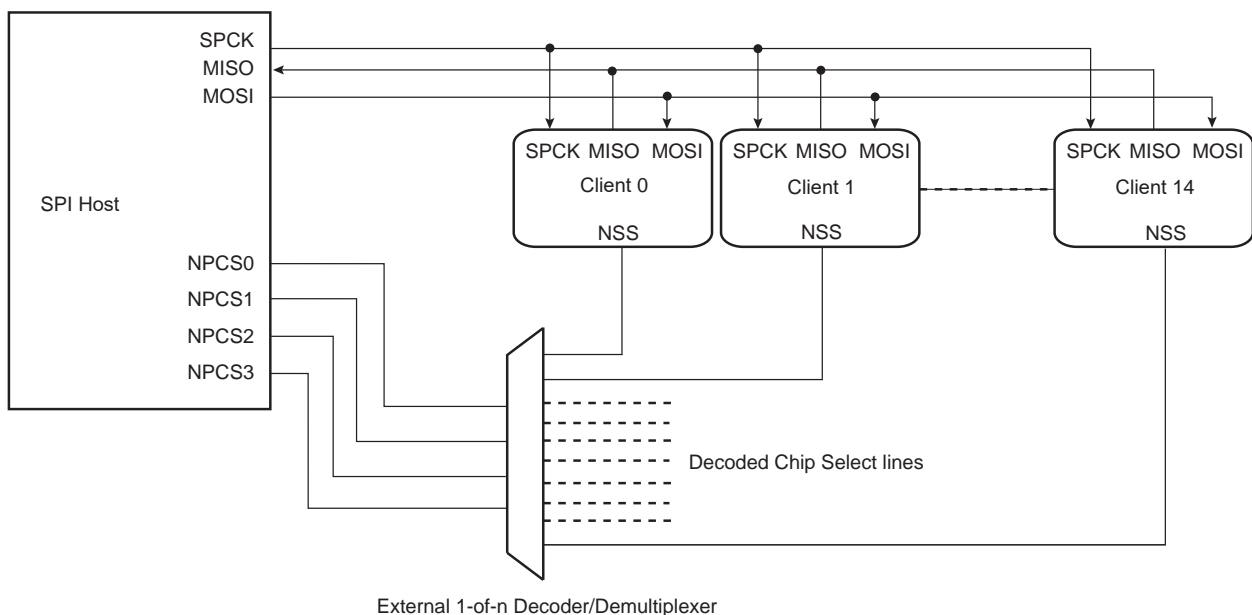 SPCK
MISO
MOSI
SPI Host
NPCS0
NPCS1
NPCS2
NPCS3
SPCK MISO MOSI
Client 0
NSS
SPCK MISO MOSI
Client 1
NSS
SPCK MISO MOSI
Client 14
NSS
Decoded Chip Select lines
External 1-of-n Decoder/Demultiplexer